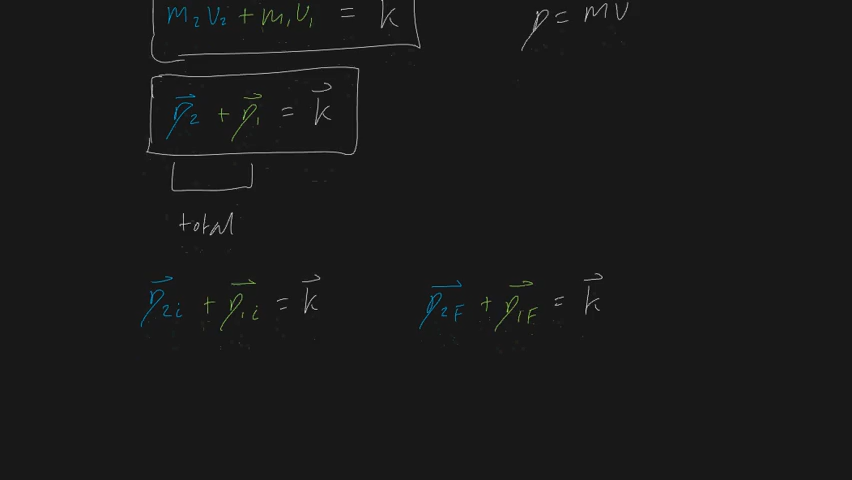 m₂v₂ + m₁v₁ = k
p = mv
p⃗₂ + p⃗₁ = k⃗
total
p⃗₂ᵢ + p⃗₁ᵢ = k⃗
p⃗₂F + p⃗₁F = k⃗